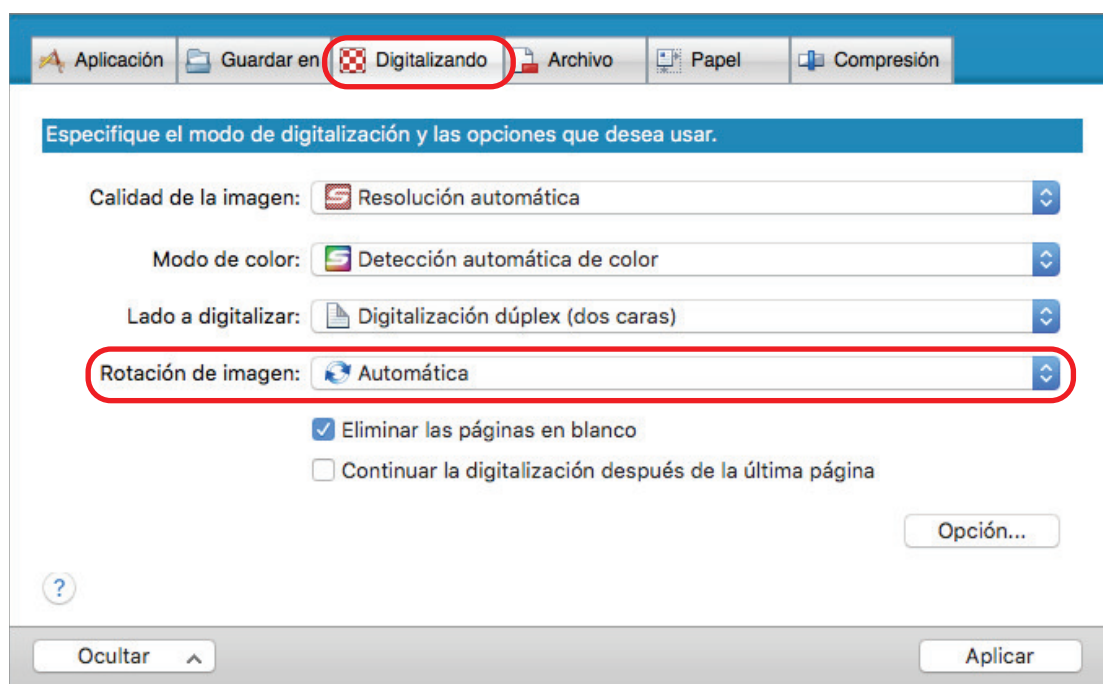 Aplicación Guardar en Digitalizando Archivo Papel Compresión
Especifique el modo de digitalización y las opciones que desea usar.
Calidad de la imagen: Resolución automática
Modo de color: Detección automática de color
Lado a digitalizar: Digitalización dúplex (dos caras)
Rotación de imagen: Automática
Eliminar las páginas en blanco
Continuar la digitalización después de la última página
Opción...
?
Ocultar Aplicar